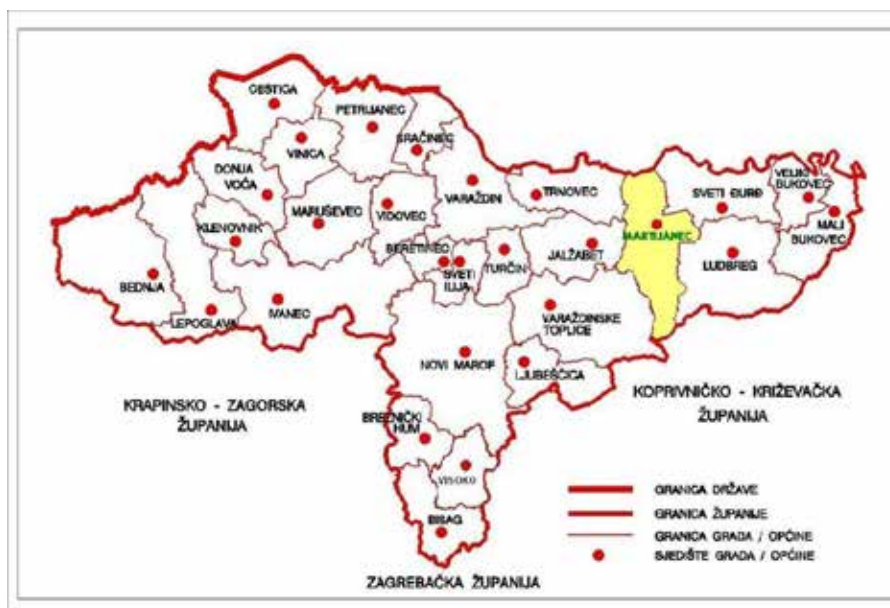 CESTICA
PETRIJANEC
SRAČINEC
VINICA
DONJA
VOĆA
VARAŽDIN
TRNOVEC
SVETI ĐURĐ
VELIKI
BUKOVEC
MALI
BUKOVEC
MARUŠEVEC
VIDOVEC
KLENOVNIK
MARTIJANEC
BERETINEC
SVETI
ILIJA
TURČIN
JALŽABET
LUDBREG
BEDNJA
LEPOGLAVA
IVANEC
VARAŽDINSKE
TOPLICE
NOVI MAROF
LJUBEŠĆICA
KRAPINSKO - ZAGORSKA
ŽUPANIJA
KOPRIVNIČKO - KRIŽEVAČKA
ŽUPANIJA
BREZNIČKI
HUM
VISOKO
BISAG
GRANICA DRŽAVE
GRANICA ŽUPANIJE
GRANICA GRADA / OPĆINE
SJEDIŠTE GRADA / OPĆINE
ZAGREBAČKA ŽUPANIJA